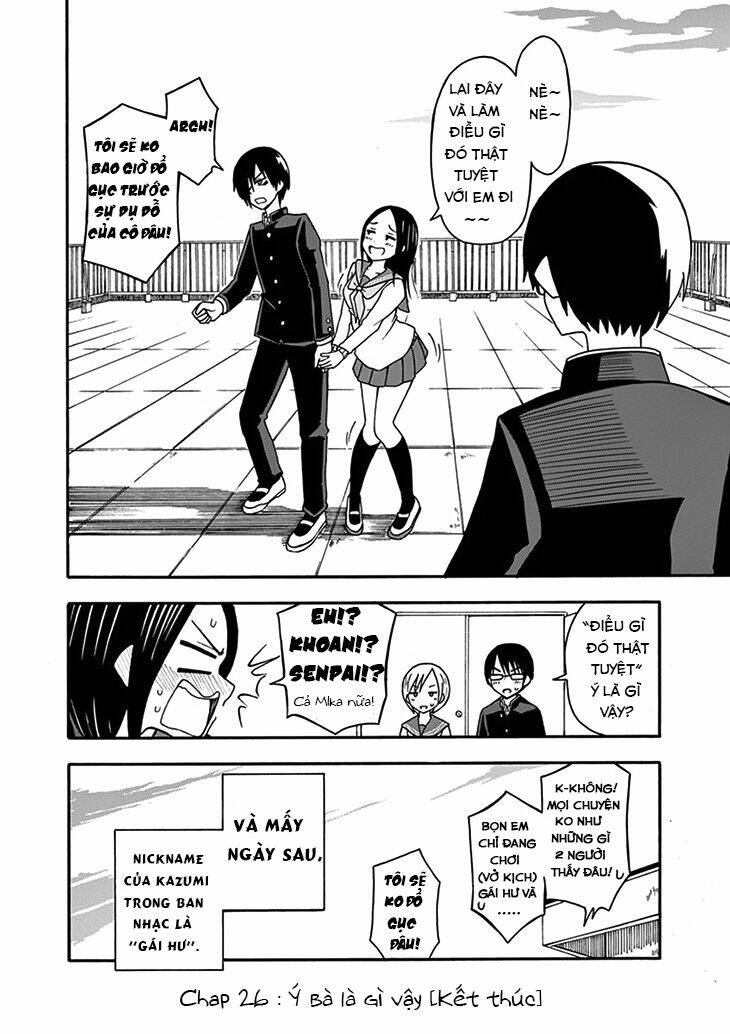 NÈ~
NÈ~
LẠI ĐÂY
VÀ LÀM
ĐIỀU GÌ
ĐÓ THẬT
TUYỆT
VỚI EM ĐI
~~
ARGH!
TÔI SẼ KO
BAO GIỜ ĐỔ
GỤC TRƯỚC
SỰ DỤ DỖ
CỦA CÔ ĐÂU!
"ĐIỀU GÌ
ĐÓ THẬT
TUYỆT"
Ý LÀ GÌ
VẬY?
EH!?
KHOAN!?
SENPAI!?
Cả Mika nữa!
K-KHÔNG!
MỌI CHUYỆN
KO NHƯ
NHỮNG GÌ
2 NGƯỜI
THẤY ĐÂU!
BỌN EM
CHỈ ĐANG
CHƠI
(VỞ KỊCH)
GÁI HƯ VÀ
.....
TÔI SẼ
KO ĐỔ
GỤC
ĐÂU!
VÀ MẤY
NGÀY SAU,
NICKNAME
CỦA KAZUMI
TRONG BAN
NHẠC LÀ
"GÁI HƯ".
Chap 26 : Ý Bà là Gì vậy [Kết thúc]